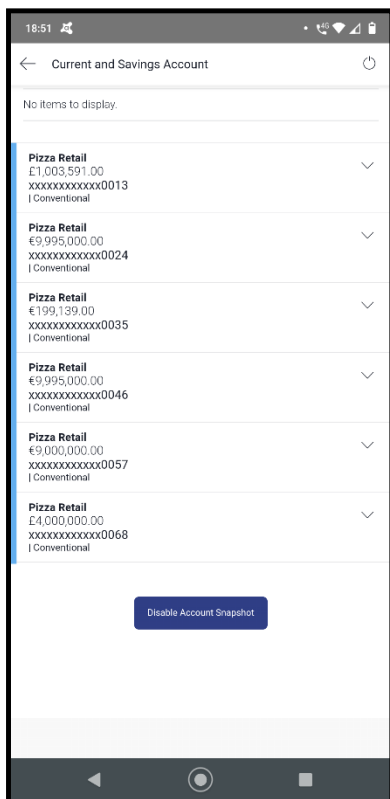 18:51
4G
Current and Savings Account
No items to display.
Pizza Retail
£1,003,591.00
xxxxxxxxxxxx0013
| Conventional
Pizza Retail
€9,995,000.00
xxxxxxxxxxxx0024
| Conventional
Pizza Retail
€199,139.00
xxxxxxxxxxxx0035
| Conventional
Pizza Retail
€9,995,000.00
xxxxxxxxxxxx0046
| Conventional
Pizza Retail
€9,000,000.00
xxxxxxxxxxxx0057
| Conventional
Pizza Retail
£4,000,000.00
xxxxxxxxxxxx0068
| Conventional
Disable Account Snapshot